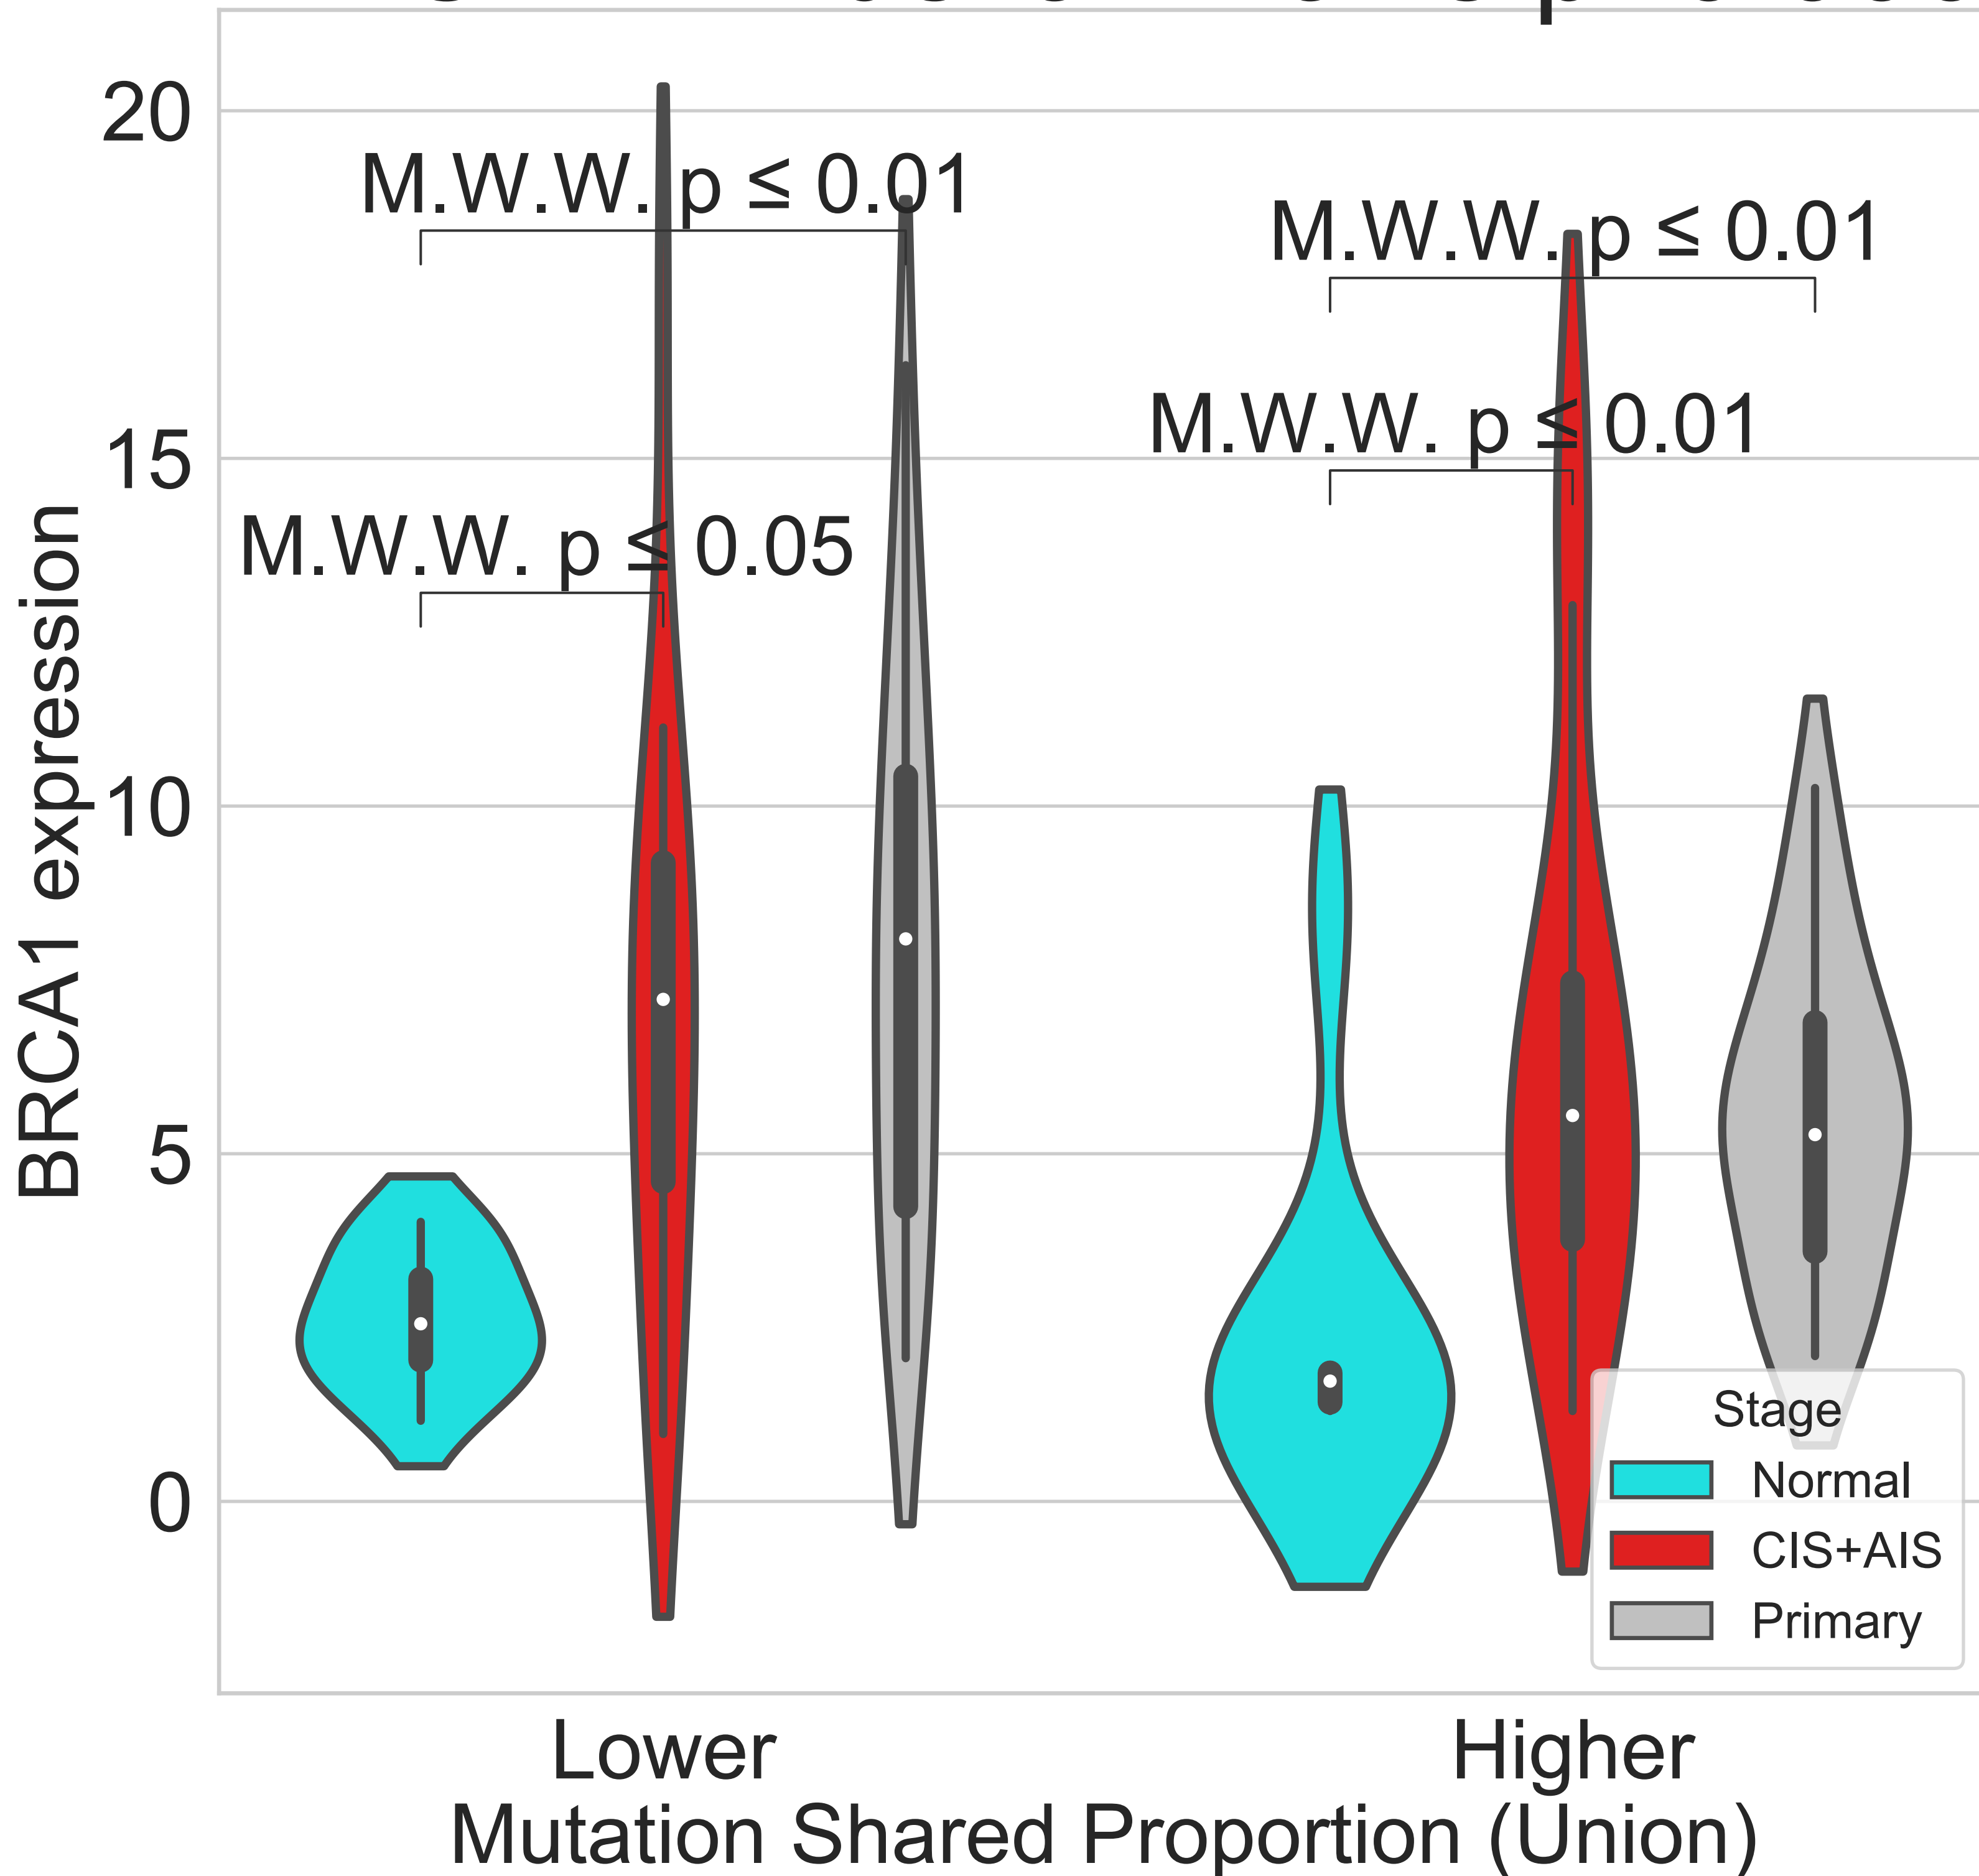 20
15
10
5
0
BRCA1 expression
M.W.W. p ≤ 0.01
M.W.W. p ≤ 0.01
M.W.W. p ≤ 0.01
M.W.W. p ≤ 0.05
Stage
Normal
CIS+AIS
Primary
Lower
Higher
Mutation Shared Proportion (Union)